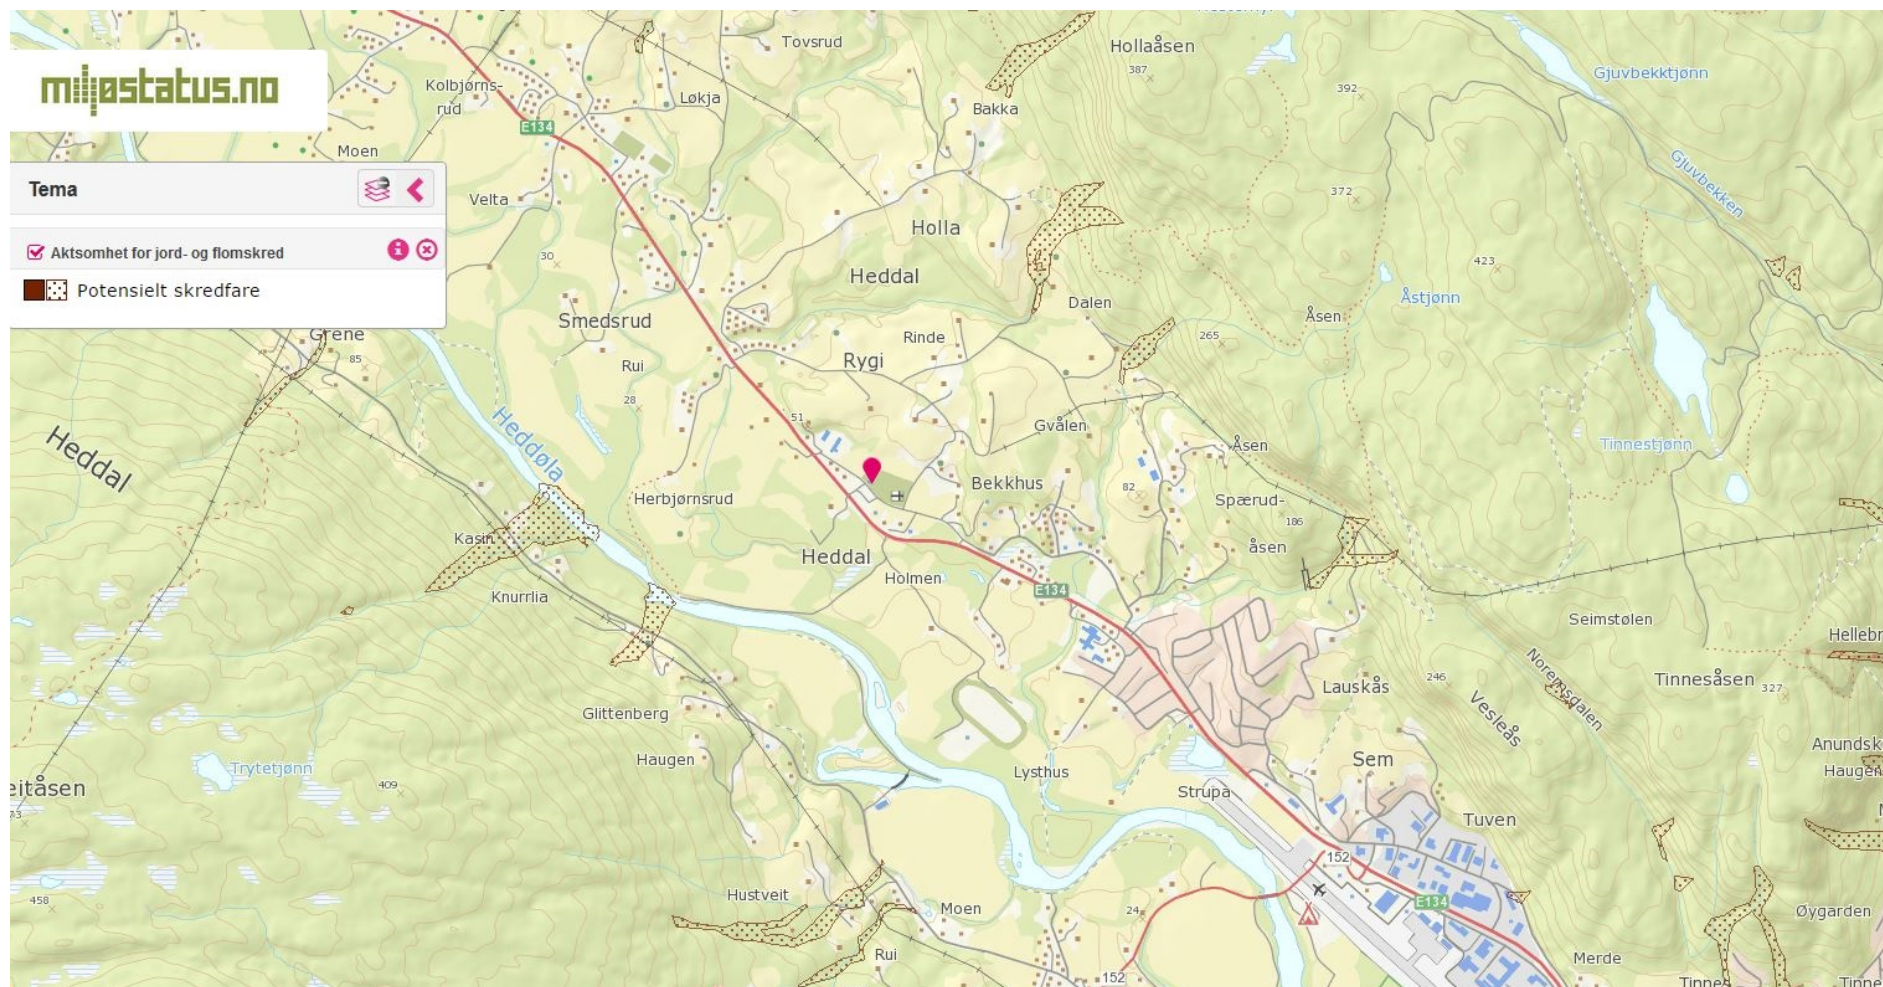 miljøstatus.no
Tema
Aktsomhet for jord- og flomskred
Potensielt skredfare
Tovsrud
Hollaåsen
387
Gjuvbekktjønn
Kolbjørns-
rud
Løkja
392
Bakka
E134
Moen
Gjuvbekken
Velta
372
Holla
30
423
Heddal
Åstjønn
Dalen
Smedsrud
Åsen
Grene
85
Rinde
265
Rygi
Rui
28
51
Heddøla
Gvålen
Åsen
Tinnestjønn
Heddal
Bekkhus
82
Herbjørnsrud
Spærud-
åsen
186
Kasin
Heddal
Holmen
E134
Knurrlia
Seimstølen
Noremsdalen
Tinnesåsen
327
Lauskås
246
Vesleås
Glittenberg
Haugen
Sem
Anundsk
Haugen
Trytetjønn
409
Lysthus
eitåsen
Strupa
Tuven
152
Hustveit
458
Moen
24
E134
Øygarden
Rui
Merde
152
Tinnes
Tinne